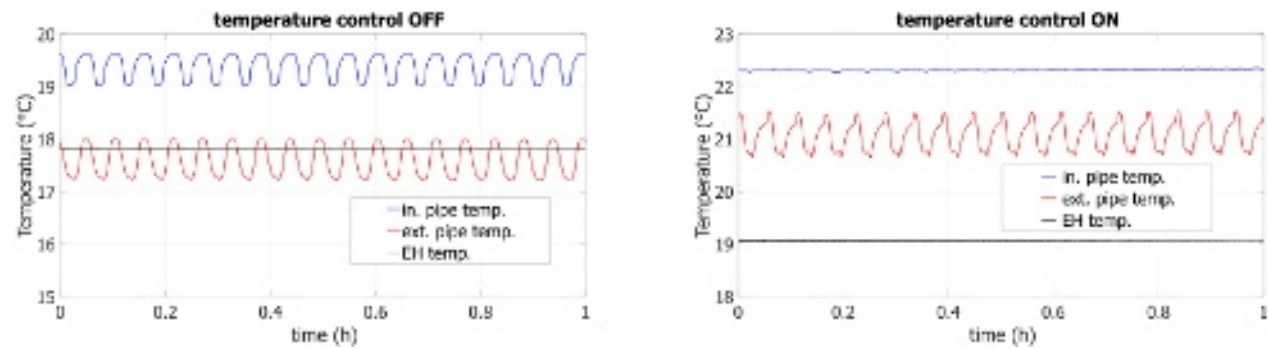 temperature control OFF
20
19
18
17
16
15
Temperature (°C)
in. pipe temp.
ext. pipe temp.
EH temp.
0 0.2 0.4 0.6 0.8 1
time (h)
temperature control ON
23
22
21
20
19
18
Temperature (°C)
in. pipe temp.
ext. pipe temp.
EH temp.
0 0.2 0.4 0.6 0.8 1
time (h)